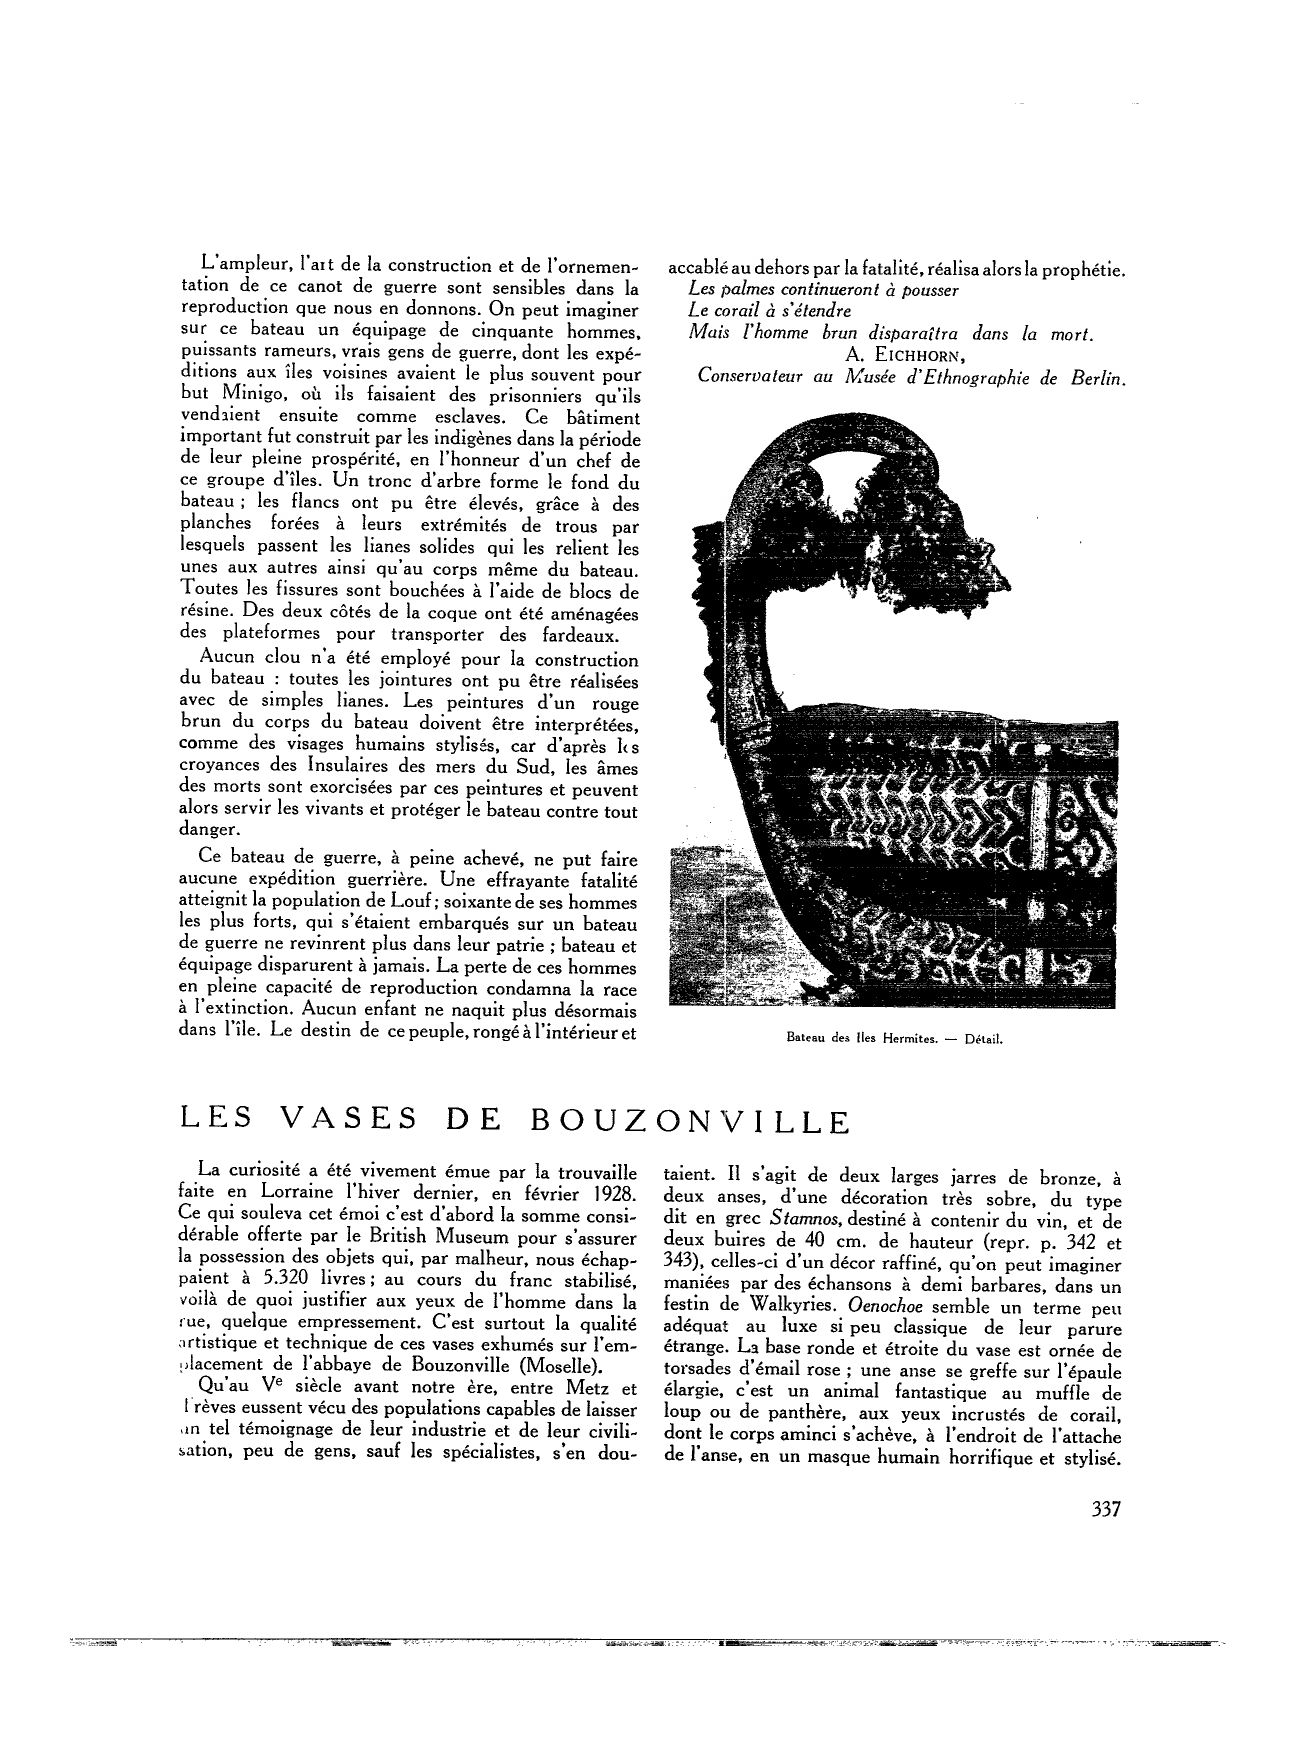 L'ampleur, l'art de la construction et de l'ornemen-
tation de ce canot de guerre sont sensibles dans la
reproduction que nous en donnons. On peut imaginer
sur ce bateau un équipage de cinquante hommes,
puissants rameurs, vrais gens de guerre, dont les expé-
ditions aux îles voisines avaient le plus souvent pour
but Minigo, où ils faisaient des prisonniers qu'ils
vendaient ensuite comme esclaves. Ce bâtiment
important fut construit par les indigènes dans la période
de leur pleine prospérité, en l'honneur d'un chef de
ce groupe d'îles. Un tronc d'arbre forme le fond du
bateau ; les flancs ont pu être élevés, grâce à des
planches forées à leurs extrémités de trous par
lesquels passent les lianes solides qui les relient les
unes aux autres ainsi qu'au corps même du bateau.
Toutes les fissures sont bouchées à l'aide de blocs de
résine. Des deux côtés de la coque ont été aménagées
des plateformes pour transporter des fardeaux.
Aucun clou n'a été employé pour la construction
du bateau : toutes les jointures ont pu être réalisées
avec de simples lianes. Les peintures d'un rouge
brun du corps du bateau doivent être interprétées,
comme des visages humains stylisés, car d'après les
croyances des Insulaires des mers du Sud, les âmes
des morts sont exorcisées par ces peintures et peuvent
alors servir les vivants et protéger le bateau contre tout
danger.
Ce bateau de guerre, à peine achevé, ne put faire
aucune expédition guerrière. Une effrayante fatalité
atteignit la population de Louf ; soixante de ses hommes
les plus forts, qui s'étaient embarqués sur un bateau
de guerre ne revinrent plus dans leur patrie ; bateau et
équipage disparurent à jamais. La perte de ces hommes
en pleine capacité de reproduction condamna la race
à l'extinction. Aucun enfant ne naquit plus désormais
dans l'île. Le destin de ce peuple, rongé à l'intérieur et
accablé au dehors par la fatalité, réalisa alors la prophétie.
Les palmes continueront à pousser
Le corail à s'étendre
Mais l'homme brun disparaîtra dans la mort.
A. EICHHORN,
Conservateur au Musée d'Ethnographie de Berlin.
Bateau des Iles Hermites. — Détail.
LES VASES DE BOUZONVILLE
La curiosité a été vivement émue par la trouvaille
faite en Lorraine l'hiver dernier, en février 1928.
Ce qui souleva cet émoi c'est d'abord la somme consi-
dérable offerte par le British Museum pour s'assurer
la possession des objets qui, par malheur, nous échap-
paient à 5.320 livres ; au cours du franc stabilisé,
voilà de quoi justifier aux yeux de l'homme dans la
rue, quelque empressement. C'est surtout la qualité
artistique et technique de ces vases exhumés sur l'em-
placement de l'abbaye de Bouzonville (Moselle).
Qu'au Ve siècle avant notre ère, entre Metz et
Trèves eussent vécu des populations capables de laisser
un tel témoignage de leur industrie et de leur civili-
sation, peu de gens, sauf les spécialistes, s'en dou-
taient. Il s'agit de deux larges jarres de bronze, à
deux anses, d'une décoration très sobre, du type
dit en grec Stamnos, destiné à contenir du vin, et de
deux buires de 40 cm. de hauteur (repr. p. 342 et
343), celles-ci d'un décor raffiné, qu'on peut imaginer
maniées par des échansons à demi barbares, dans un
festin de Walkyries. Oenochoe semble un terme peu
adéquat au luxe si peu classique de leur parure
étrange. La base ronde et étroite du vase est ornée de
torsades d'émail rose ; une anse se greffe sur l'épaule
élargie, c'est un animal fantastique au muffle de
loup ou de panthère, aux yeux incrustés de corail,
dont le corps aminci s'achève, à l'endroit de l'attache
de l'anse, en un masque humain horrifique et stylisé.
337